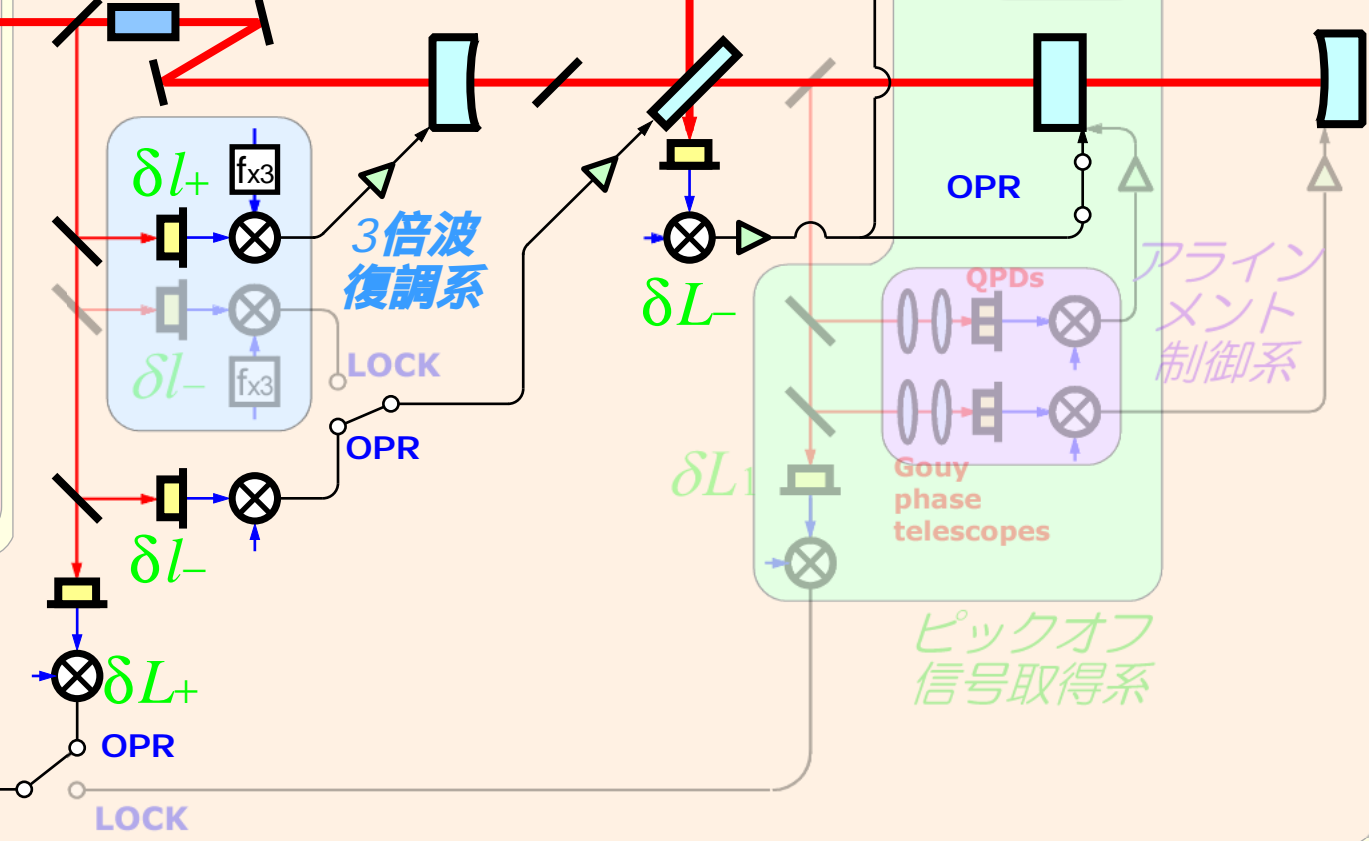 δl+
fx3
3倍波
復調系
δl−
fx3
LOCK
OPR
δl−
δL+
OPR
LOCK
δL−
OPR
QPDs
アライン
メント
制御系
Gouy
phase
telescopes
δL1
ピックオフ
信号取得系